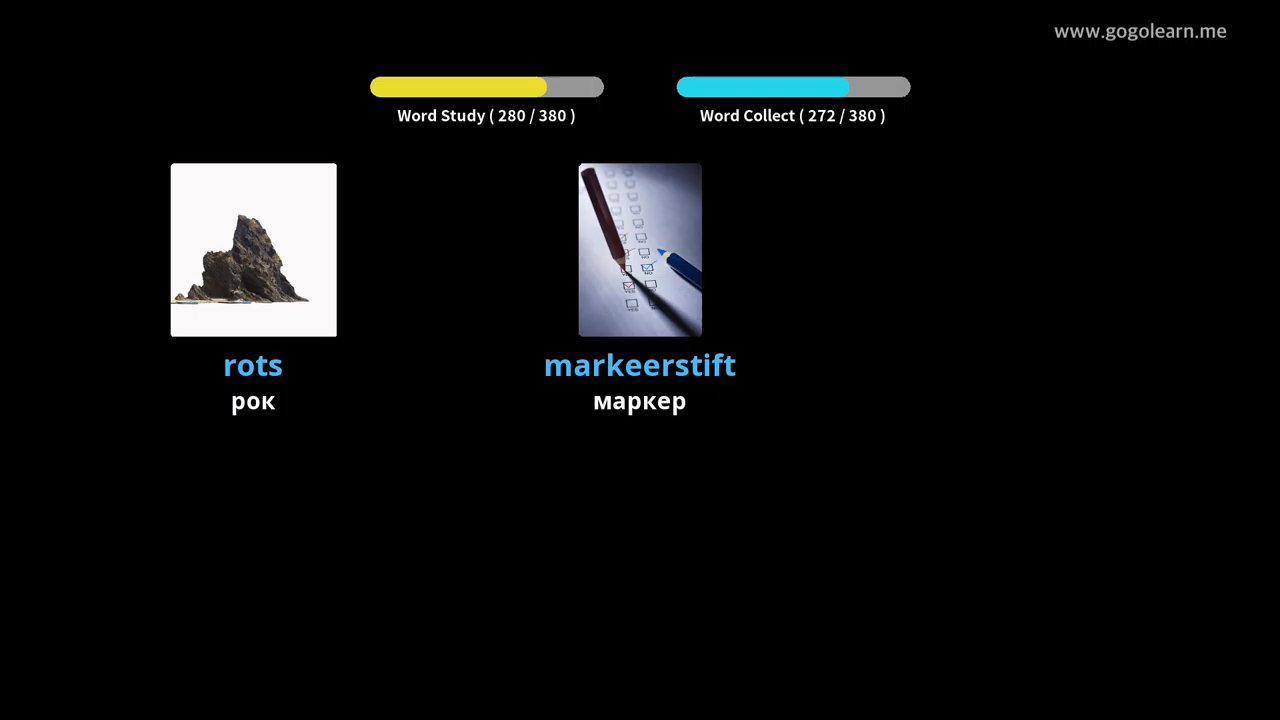 www.gogolearn.me
Word Study ( 280 / 380 )
Word Collect ( 272 / 380 )
rots
рок
markeerstift
маркер